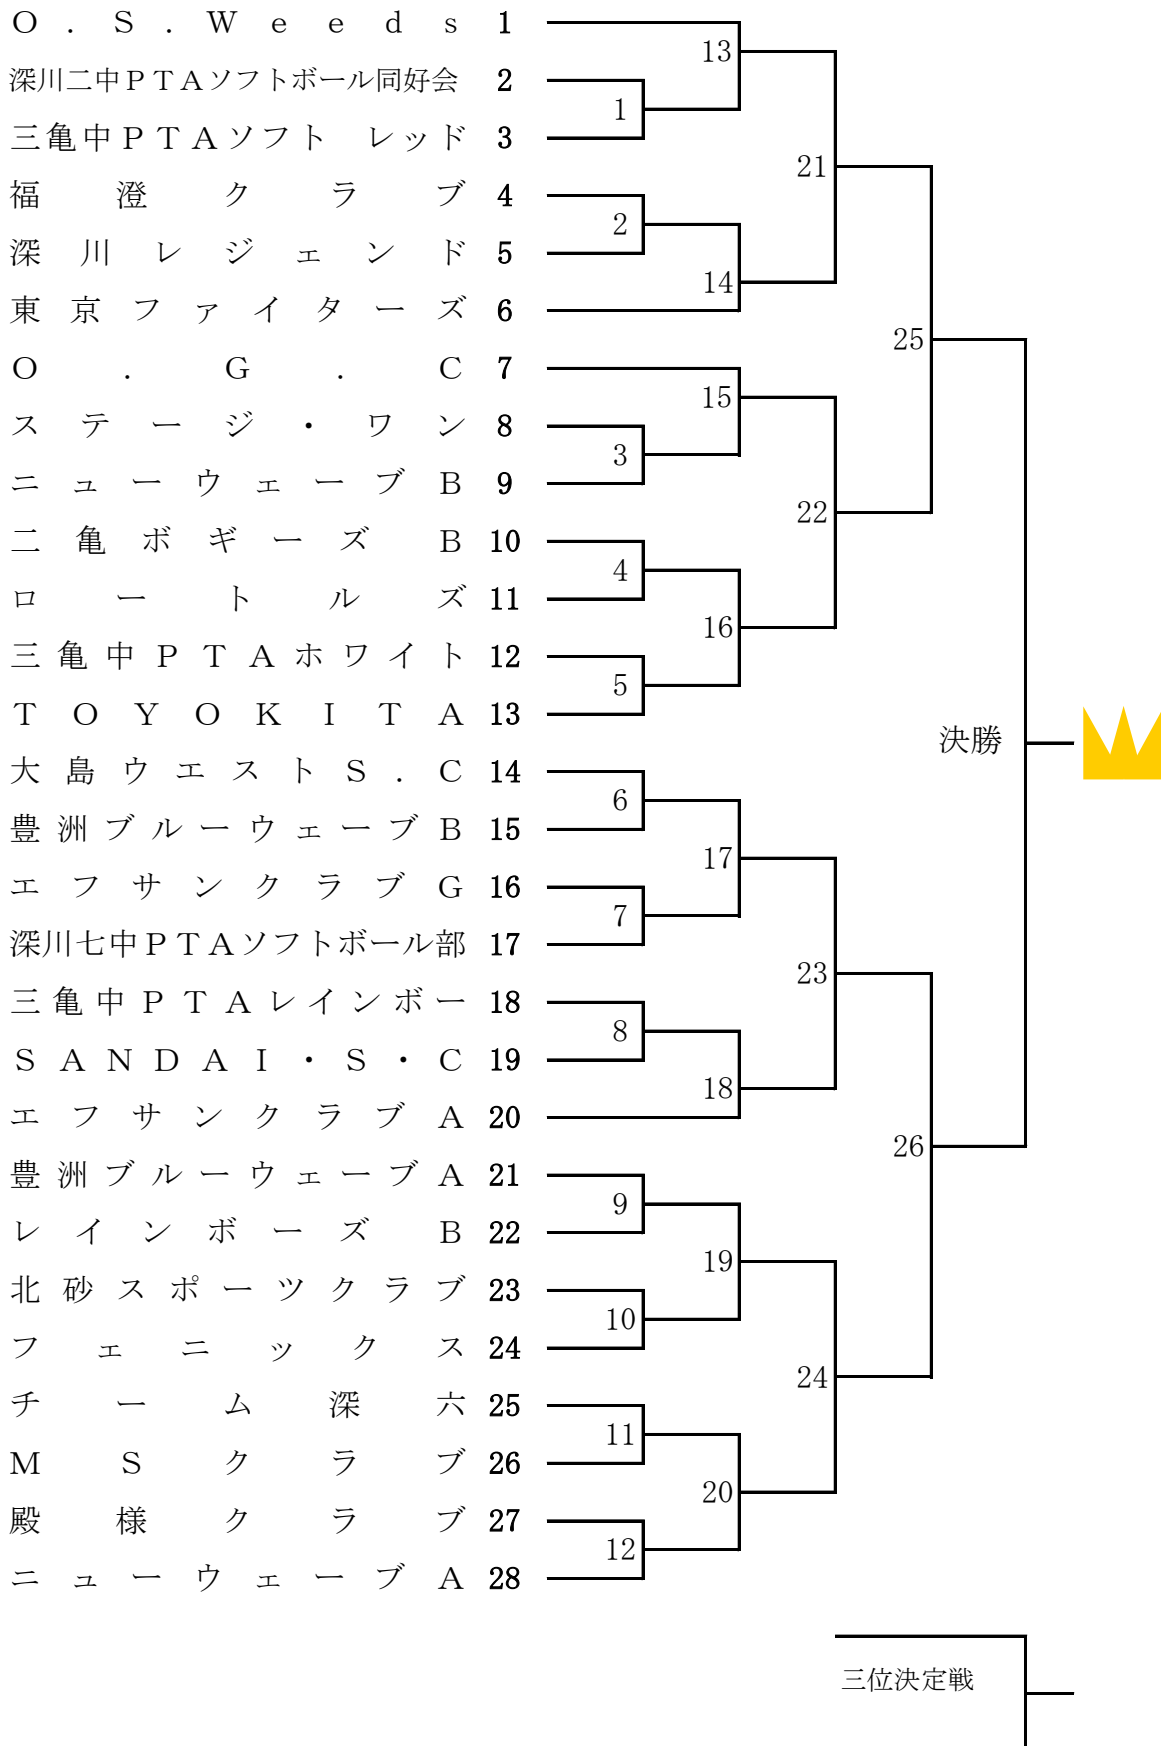 O.S.Weeds 1
深川二中PTAソフトボール同好会 2
三亀中PTAソフト レッド 3
福澄クラブ 4
深川レジェンド 5
東京ファイターズ 6
O.G.C 7
ステージ・ワン 8
ニューウェーブB 9
二亀ボギーズB 10
ロートルズ 11
三亀中PTAホワイト 12
TOYOKITA 13
大島ウエストS.C 14
豊洲ブルーウェーブB 15
エフサンクラブG 16
深川七中PTAソフトボール部 17
三亀中PTAレインボー 18
SANDAI・S・C 19
エフサンクラブA 20
豊洲ブルーウェーブA 21
レインボーズB 22
北砂スポーツクラブ 23
フェニックス 24
チーム深六 25
MSクラブ 26
殿様クラブ 27
ニューウェーブA 28
1
2
3
4
5
6
7
8
9
10
11
12
13
14
15
16
17
18
19
20
21
22
23
24
25
26
決勝
三位決定戦